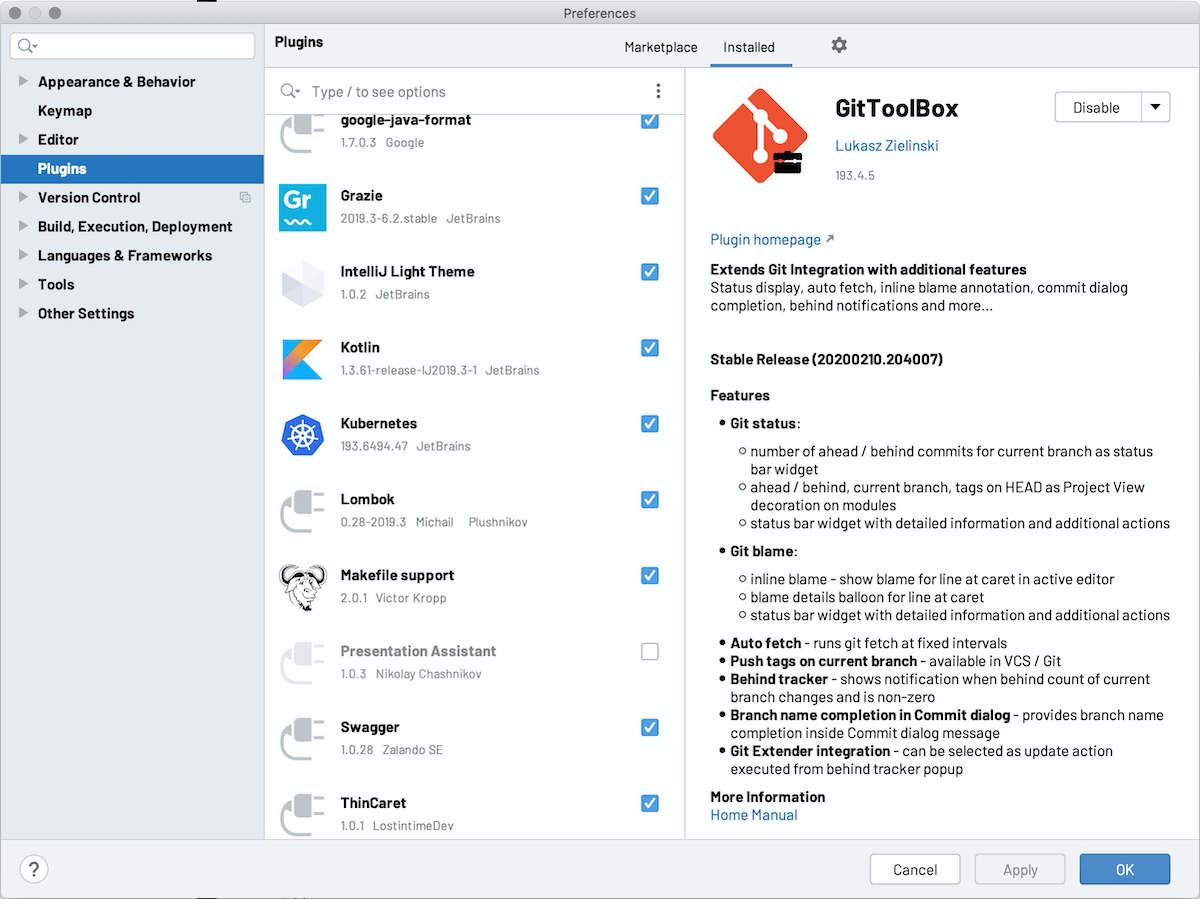 Preferences
Appearance & Behavior
Keymap
Editor
Plugins
Version Control
Build, Execution, Deployment
Languages & Frameworks
Tools
Other Settings
Plugins
Marketplace
Installed
Type / to see options
google-java-format
1.7.0.3 Google
Gr
Grazie
2019.3-6.2.stable JetBrains
IntelliJ Light Theme
1.0.2 JetBrains
Kotlin
1.3.61-release-IJ2019.3-1 JetBrains
Kubernetes
193.6494.47 JetBrains
Lombok
0.28-2019.3 Michail Plushnikov
Makefile support
2.0.1 Victor Kropp
Presentation Assistant
1.0.3 Nikolay Chashnikov
Swagger
1.0.28 Zalando SE
ThinCaret
1.0.1 LostintimeDev
GitToolBox
Lukasz Zielinski
193.4.5
Disable
Plugin homepage
Extends Git Integration with additional features
Status display, auto fetch, inline blame annotation, commit dialog
completion, behind notifications and more...
Stable Release (20200210.204007)
Features
• Git status:
○ number of ahead / behind commits for current branch as status
bar widget
○ ahead / behind, current branch, tags on HEAD as Project View
decoration on modules
○ status bar widget with detailed information and additional actions
• Git blame:
○ inline blame - show blame for line at caret in active editor
○ blame details balloon for line at caret
○ status bar widget with detailed information and additional actions
• Auto fetch - runs git fetch at fixed intervals
• Push tags on current branch - available in VCS / Git
• Behind tracker - shows notification when behind count of current
branch changes and is non-zero
• Branch name completion in Commit dialog - provides branch name
completion inside Commit dialog message
• Git Extender integration - can be selected as update action
executed from behind tracker popup
More Information
Home Manual
?
Cancel
Apply
OK